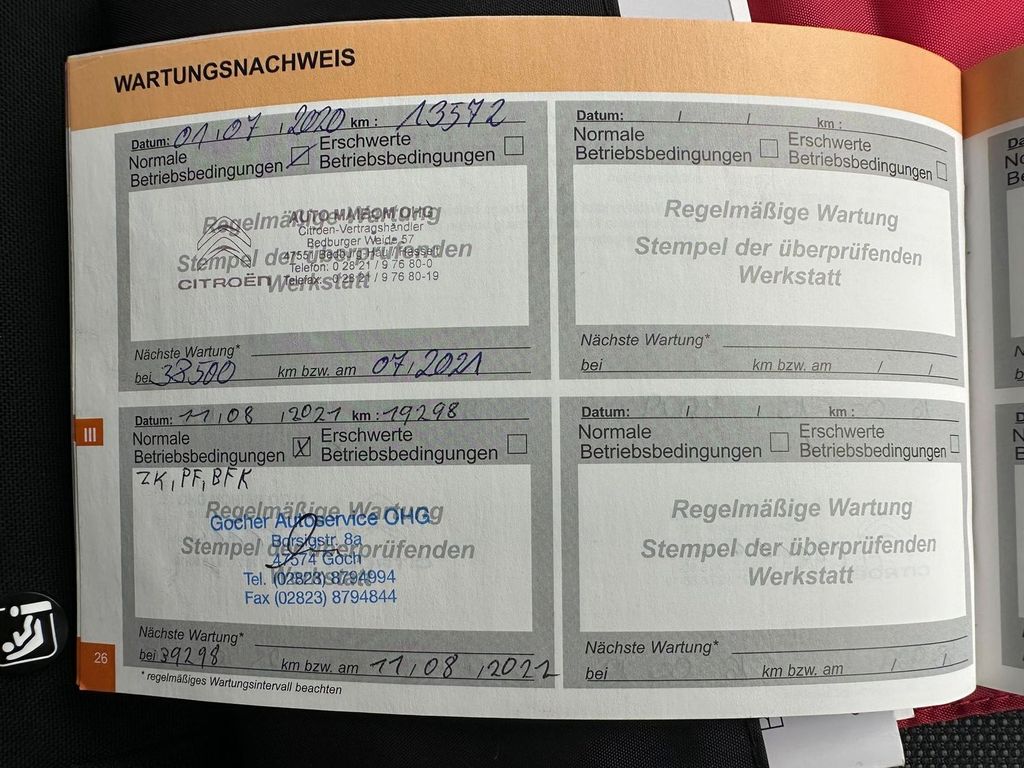 WARTUNGSNACHWEIS
Datum: 01 / 07 / 2020 km : 13572
Normale Betriebsbedingungen
Erschwerte Betriebsbedingungen
Regelmäßige Wartung
Stempel der überprüfenden
Werkstatt
CITROËN
Citroën-Vertragshändler
Bedburger Weide 57
Telefon: 0 28 21 / 9 76 80-0
Telefax: 0 28 21 / 9 76 80-19
Nächste Wartung*
bei 38500 km bzw. am 07/2021
Datum: 11 / 08 / 2021 km : 19298
Normale Betriebsbedingungen X
Erschwerte Betriebsbedingungen
ZK, PF, BFK
Regelmäßige Wartung
Stempel der überprüfenden
Werkstatt
Gocher Autoservice OHG
Borsigstr. 8a
47574 Goch
Tel. (02823) 8794994
Fax (02823) 8794844
Nächste Wartung*
bei 39298 km bzw. am 11 / 08 / 2022
* regelmäßiges Wartungsintervall beachten
Datum: / / km :
Normale Betriebsbedingungen
Erschwerte Betriebsbedingungen
Regelmäßige Wartung
Stempel der überprüfenden
Werkstatt
Nächste Wartung*
bei km bzw. am / /
Datum: / / km :
Normale Betriebsbedingungen
Erschwerte Betriebsbedingungen
Regelmäßige Wartung
Stempel der überprüfenden
Werkstatt
Nächste Wartung*
bei km bzw. am / /
III
26